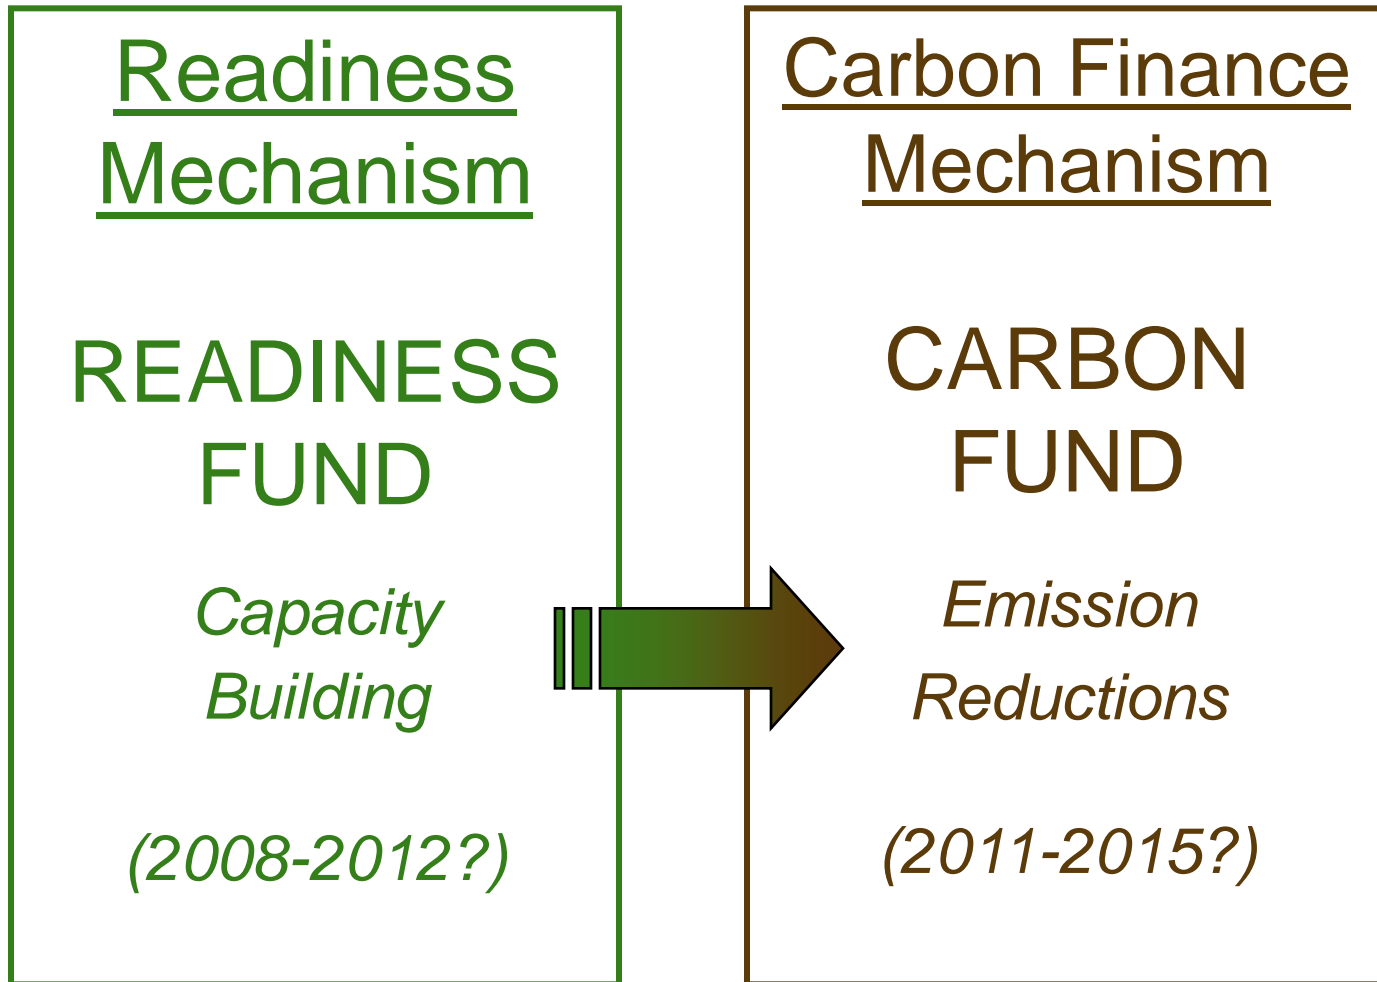 Readiness
Mechanism
READINESS
FUND
Capacity
Building
(2008-2012?)
Carbon Finance
Mechanism
CARBON
FUND
Emission
Reductions
(2011-2015?)